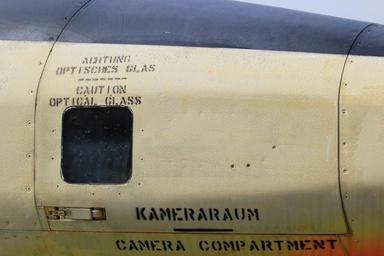 ACHTUNG
OPTISCHES GLAS
-------
CAUTION
OPTICAL GLASS
KAMERARAUM
CAMERA COMPARTMENT